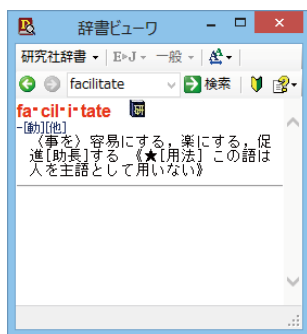 辞書ビューワ
研究社辞書 E▸J 一般
facilitate 検索
fa・cil・i・tate
-[動][他]
〈事を〉容易にする，楽にする，促
進[助長]する 《★[用法] この語は
人を主語として用いない》